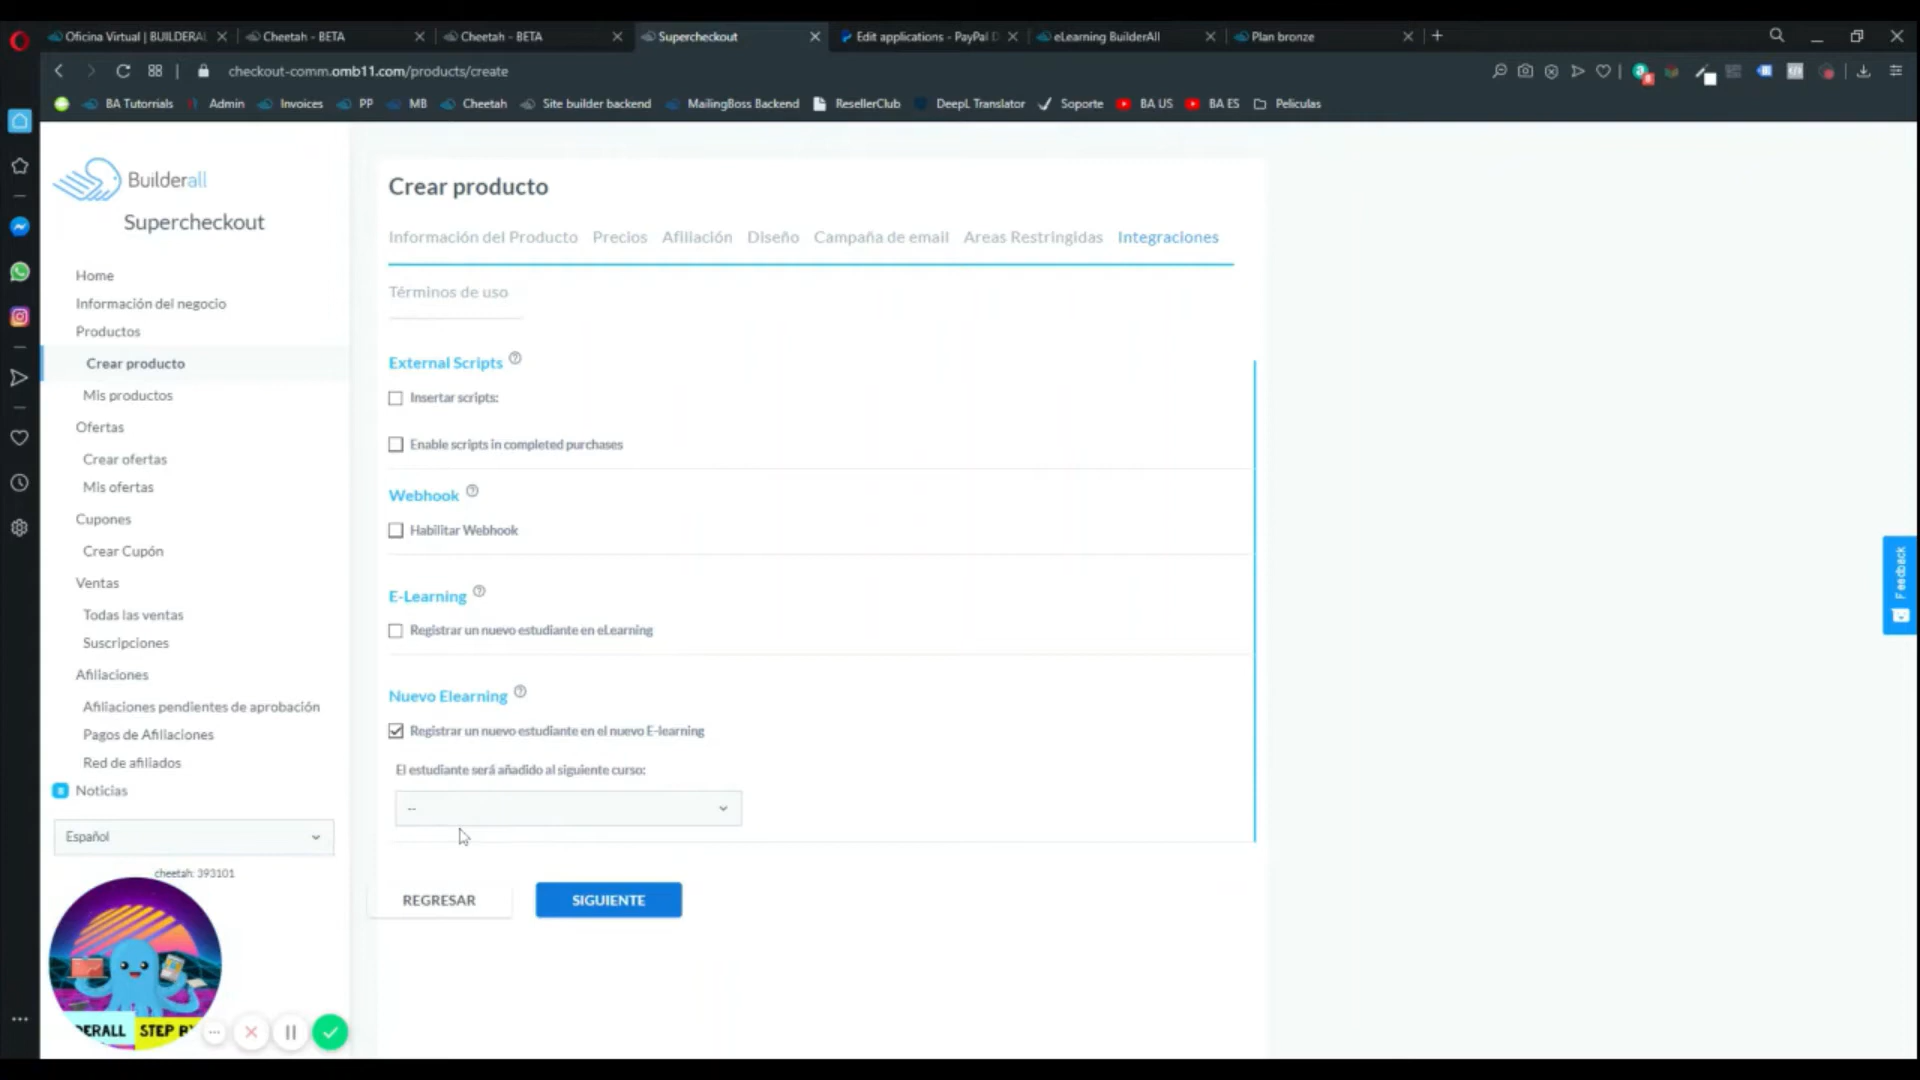 Oficina Virtual | BUILDERAL
Cheetah - BETA
Cheetah - BETA
Supercheckout
Edit applications - PayPal D
eLearning BuilderAll
Plan bronze
checkout-comm.omb11.com/products/create
BA Tutorrials
Admin
Invoices
PP
MB
Cheetah
Site builder backend
MailingBoss Backend
ResellerClub
DeepL Translator
Soporte
BA US
BA ES
Peliculas
Builderall
Supercheckout
Home
Información del negocio
Productos
Crear producto
Mis productos
Ofertas
Crear ofertas
Mis ofertas
Cupones
Crear Cupón
Ventas
Todas las ventas
Suscripciones
Afiliaciones
Afiliaciones pendientes de aprobación
Pagos de Afiliaciones
Red de afiliados
Noticias
Español
cheetah: 393101
ERALL STEP BY
Crear producto
Información del Producto Precios Afiliación Diseño Campaña de email Areas Restringidas Integraciones
Términos de uso
External Scripts
Insertar scripts:
Enable scripts in completed purchases
Webhook
Habilitar Webhook
E-Learning
Registrar un nuevo estudiante en eLearning
Nuevo Elearning
Registrar un nuevo estudiante en el nuevo E-learning
El estudiante será añadido al siguiente curso:
--
REGRESAR
SIGUIENTE
Feedback